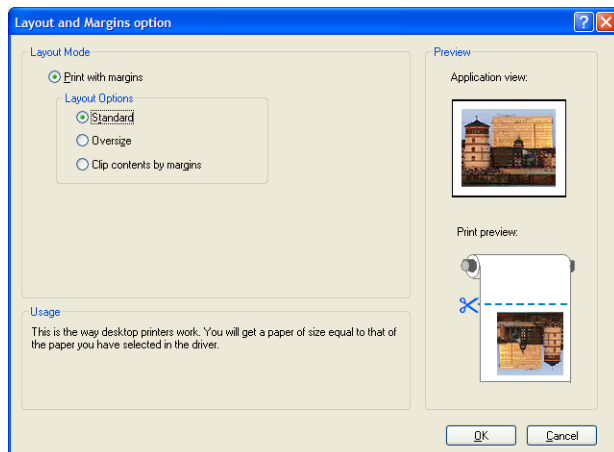 Layout and Margins option
Layout Mode
Print with margins
Layout Options
Standard
Oversize
Clip contents by margins
Usage
This is the way desktop printers work. You will get a paper of size equal to that of
the paper you have selected in the driver.
Preview
Application view:
Print preview:
OK
Cancel